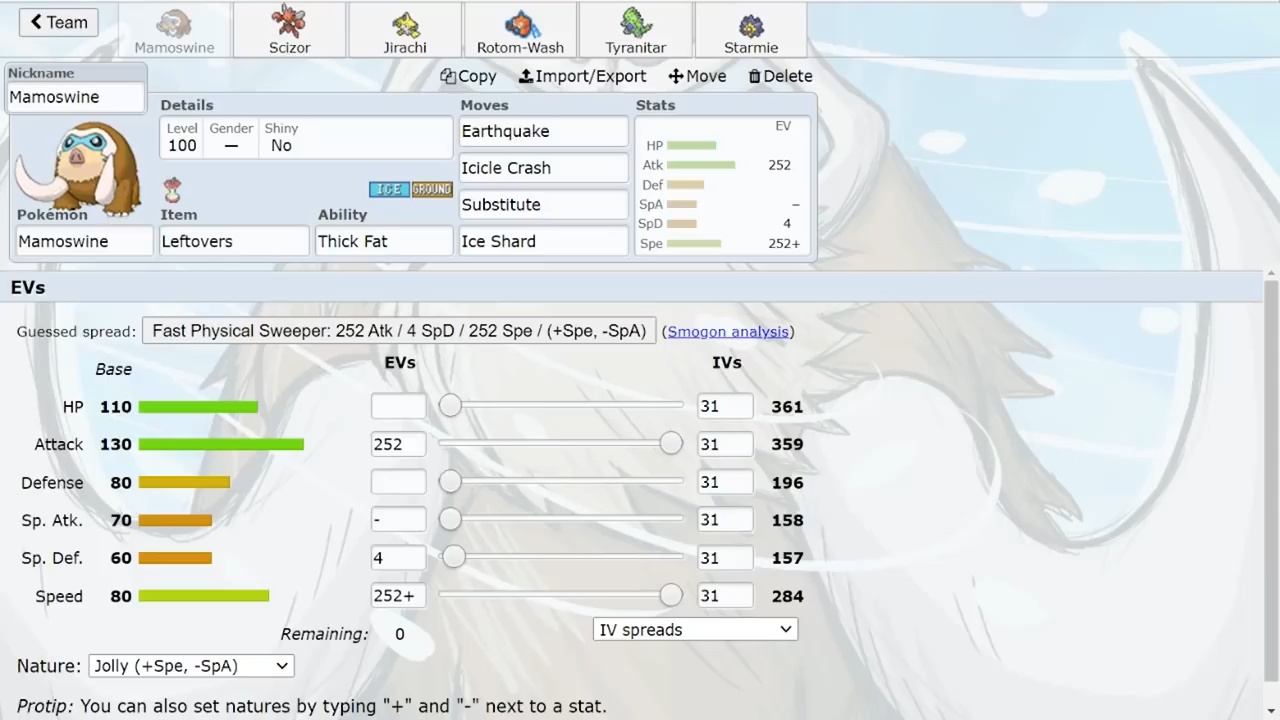 Team
Mamoswine
Scizor
Jirachi
Rotom-Wash
Tyranitar
Starmie
Nickname
Mamoswine
Copy Import/Export Move Delete
Details
Level Gender Shiny
100 — No
ICE GROUND
Pokémon Item Ability
Mamoswine Leftovers Thick Fat
Moves
Earthquake
Icicle Crash
Substitute
Ice Shard
Stats
EV
HP
Atk 252
Def
SpA –
SpD 4
Spe 252+
EVs
Guessed spread: Fast Physical Sweeper: 252 Atk / 4 SpD / 252 Spe / (+Spe, -SpA) (Smogon analysis)
Base EVs IVs
HP 110 31 361
Attack 130 252 31 359
Defense 80 31 196
Sp. Atk. 70 - 31 158
Sp. Def. 60 4 31 157
Speed 80 252+ 31 284
Remaining: 0 IV spreads
Nature: Jolly (+Spe, -SpA)
Protip: You can also set natures by typing "+" and "-" next to a stat.